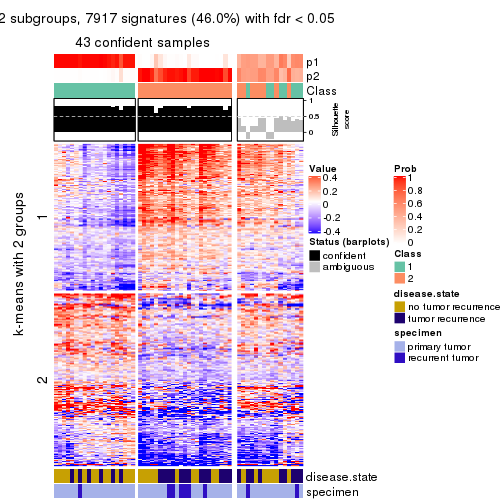 2 subgroups, 7917 signatures (46.0%) with fdr < 0.05
43 confident samples
p1
p2
Class
1
0.5
0
Silhouette
score
k-means with 2 groups
1
2
disease.state
specimen
Value
0.4
0.2
0
-0.2
-0.4
Status (barplots)
confident
ambiguous
Prob
1
0.8
0.6
0.4
0.2
0
Class
1
2
disease.state
no tumor recurrence
tumor recurrence
specimen
primary tumor
recurrent tumor